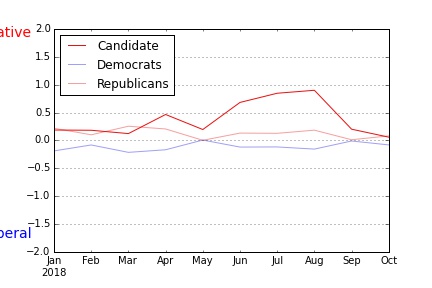 2.0
ative
Candidate
1.5
Democrats
Republicans
1.0
0.5
0.0
−0.5
−1.0
−1.5
beral
−2.0
Jan Feb Mar Apr May Jun Jul Aug Sep Oct
2018